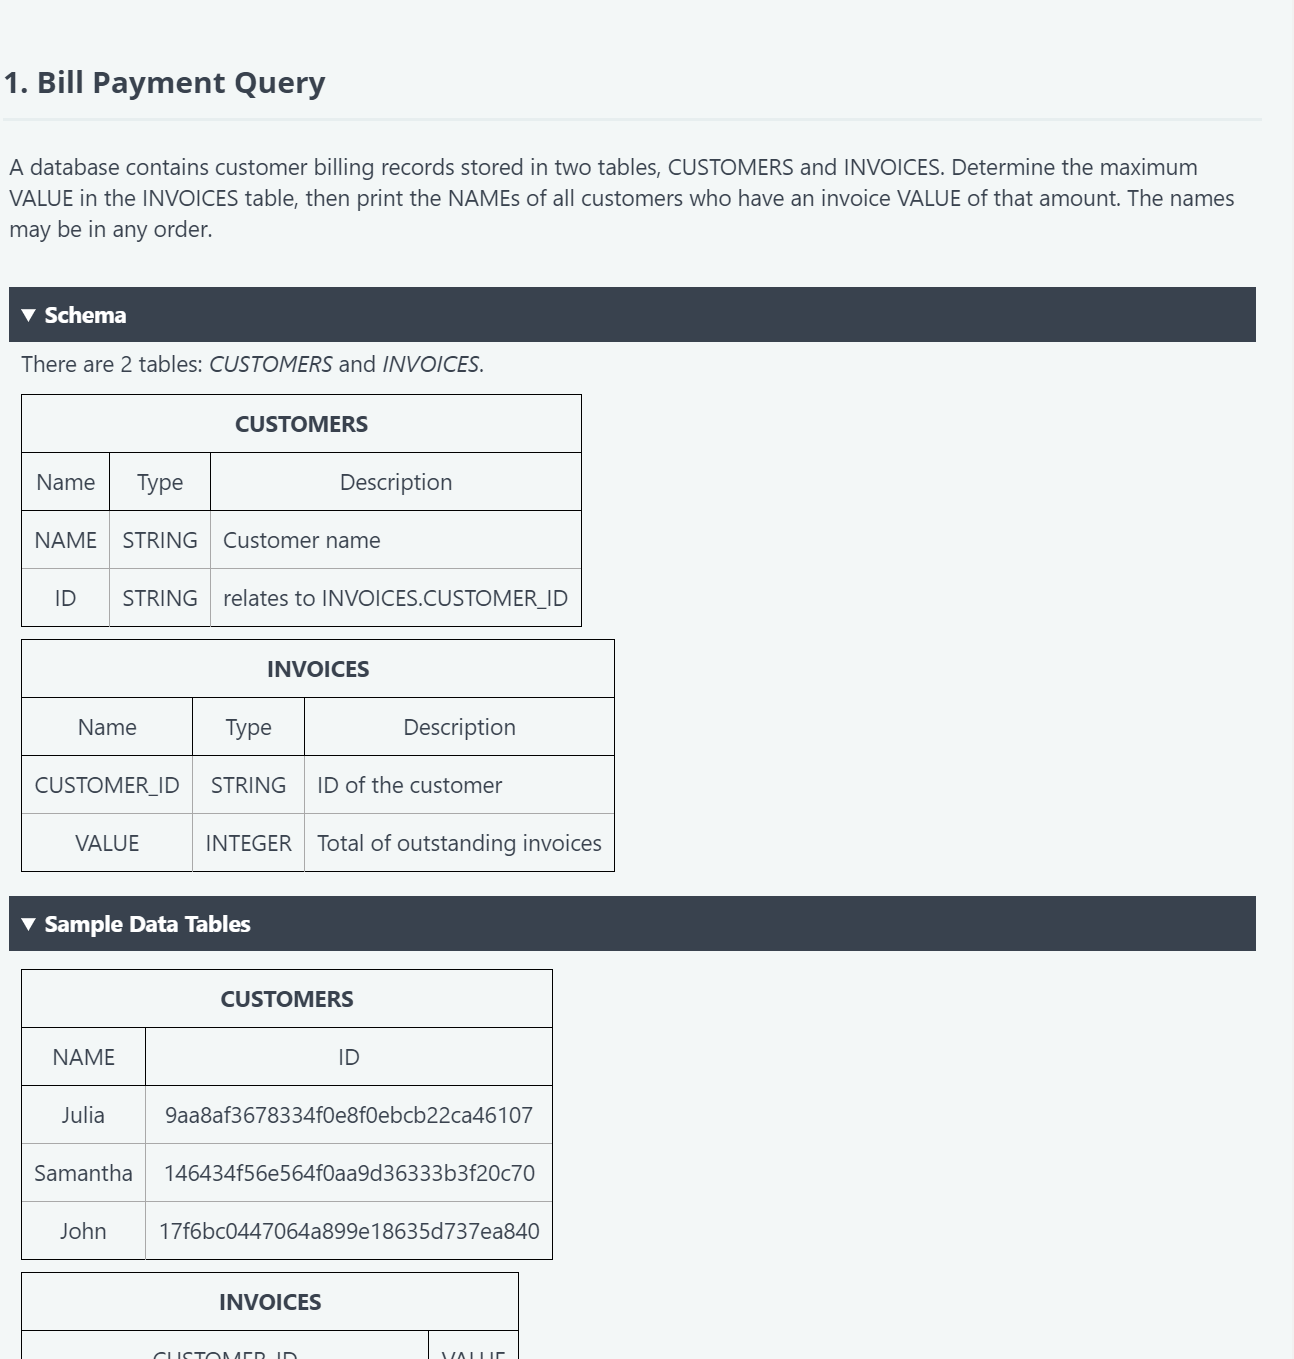 1. Bill Payment Query
A database contains customer billing records stored in two tables, CUSTOMERS and INVOICES. Determine the maximum
VALUE in the INVOICES table, then print the NAMEs of all customers who have an invoice VALUE of that amount. The names
may be in any order.
▼ Schema
There are 2 tables: CUSTOMERS and INVOICES.
CUSTOMERS
Name Type Description
NAME STRING Customer name
ID STRING relates to INVOICES.CUSTOMER_ID
INVOICES
Name Type Description
CUSTOMER_ID STRING ID of the customer
VALUE INTEGER Total of outstanding invoices
▼ Sample Data Tables
CUSTOMERS
NAME ID
Julia 9aa8af3678334f0e8f0ebcb22ca46107
Samantha 146434f56e564f0aa9d36333b3f20c70
John 17f6bc0447064a899e18635d737ea840
INVOICES
CUSTOMER_ID VALUE